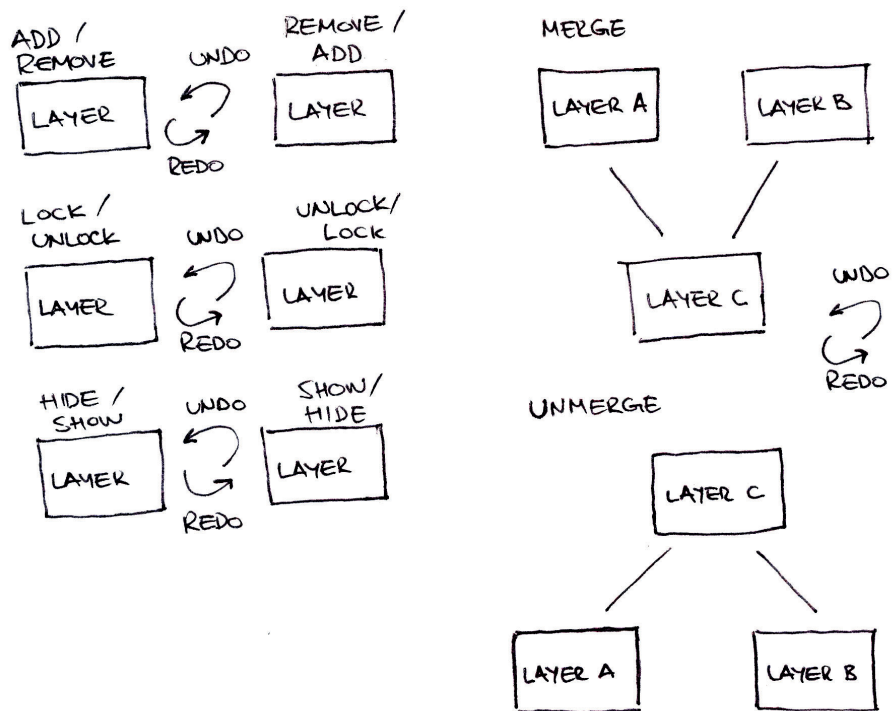 ADD /
REMOVE
UNDO
REMOVE /
ADD
LAYER
LAYER
REDO
LOCK /
UNLOCK
UNDO
UNLOCK/
LOCK
LAYER
LAYER
REDO
HIDE /
SHOW
UNDO
SHOW/
HIDE
LAYER
LAYER
REDO
MERGE
LAYER A
LAYER B
LAYER C
UNDO
REDO
UNMERGE
LAYER C
LAYER A
LAYER B